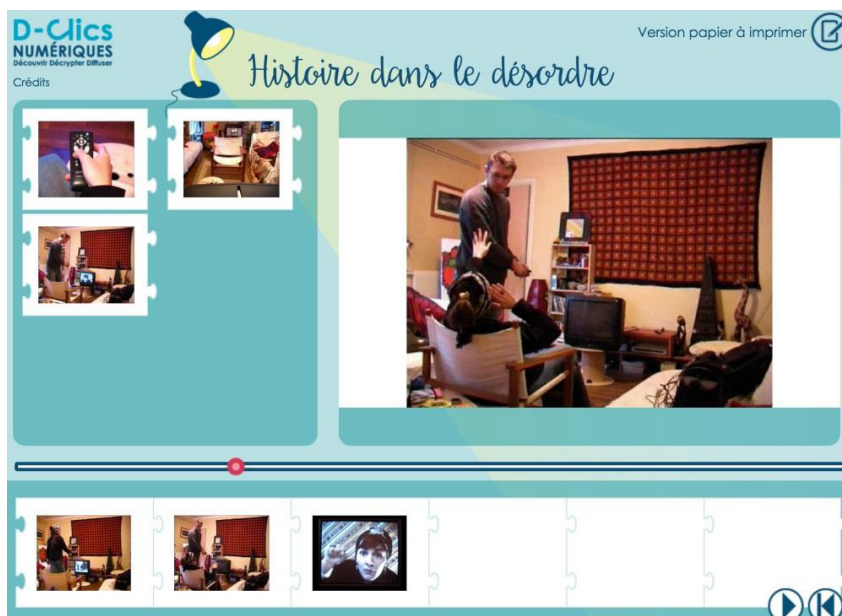 D-Clics
NUMÉRIQUES
Découvrir Décrypter Diffuser
Crédits
Histoire dans le désordre
Version papier à imprimer